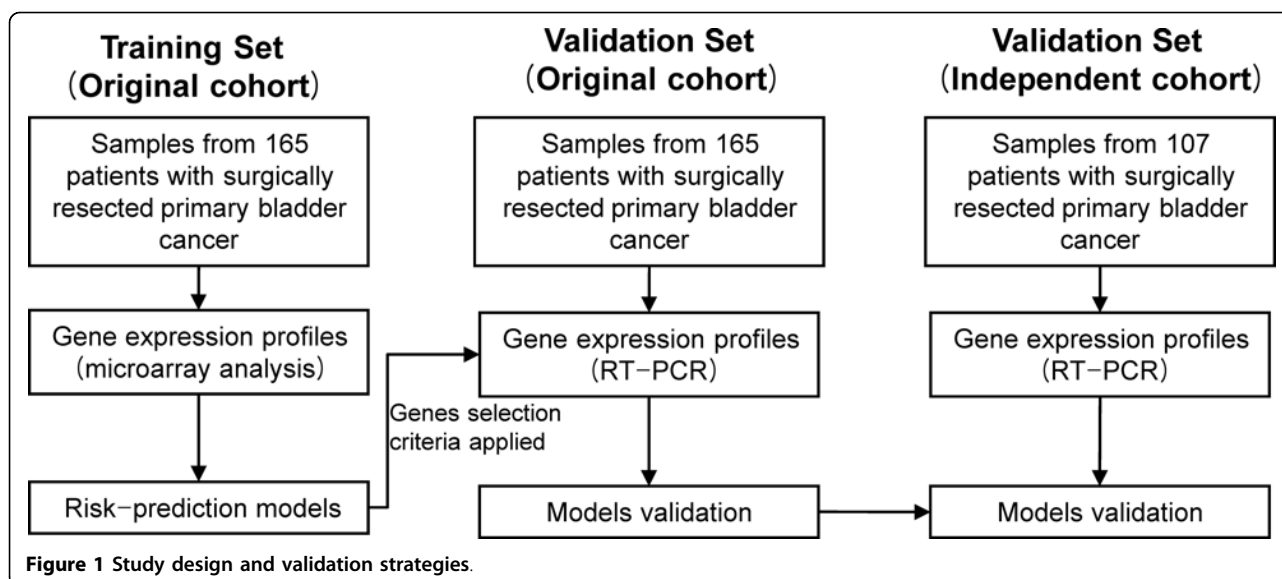 Training Set
(Original cohort)
Samples from 165
patients with surgically
resected primary bladder
cancer
Gene expression profiles
(microarray analysis)
Risk-prediction models
Genes selection
criteria applied
Validation Set
(Original cohort)
Samples from 165
patients with surgically
resected primary bladder
cancer
Gene expression profiles
(RT-PCR)
Models validation
Validation Set
(Independent cohort)
Samples from 107
patients with surgically
resected primary bladder
cancer
Gene expression profiles
(RT-PCR)
Models validation
Figure 1 Study design and validation strategies.